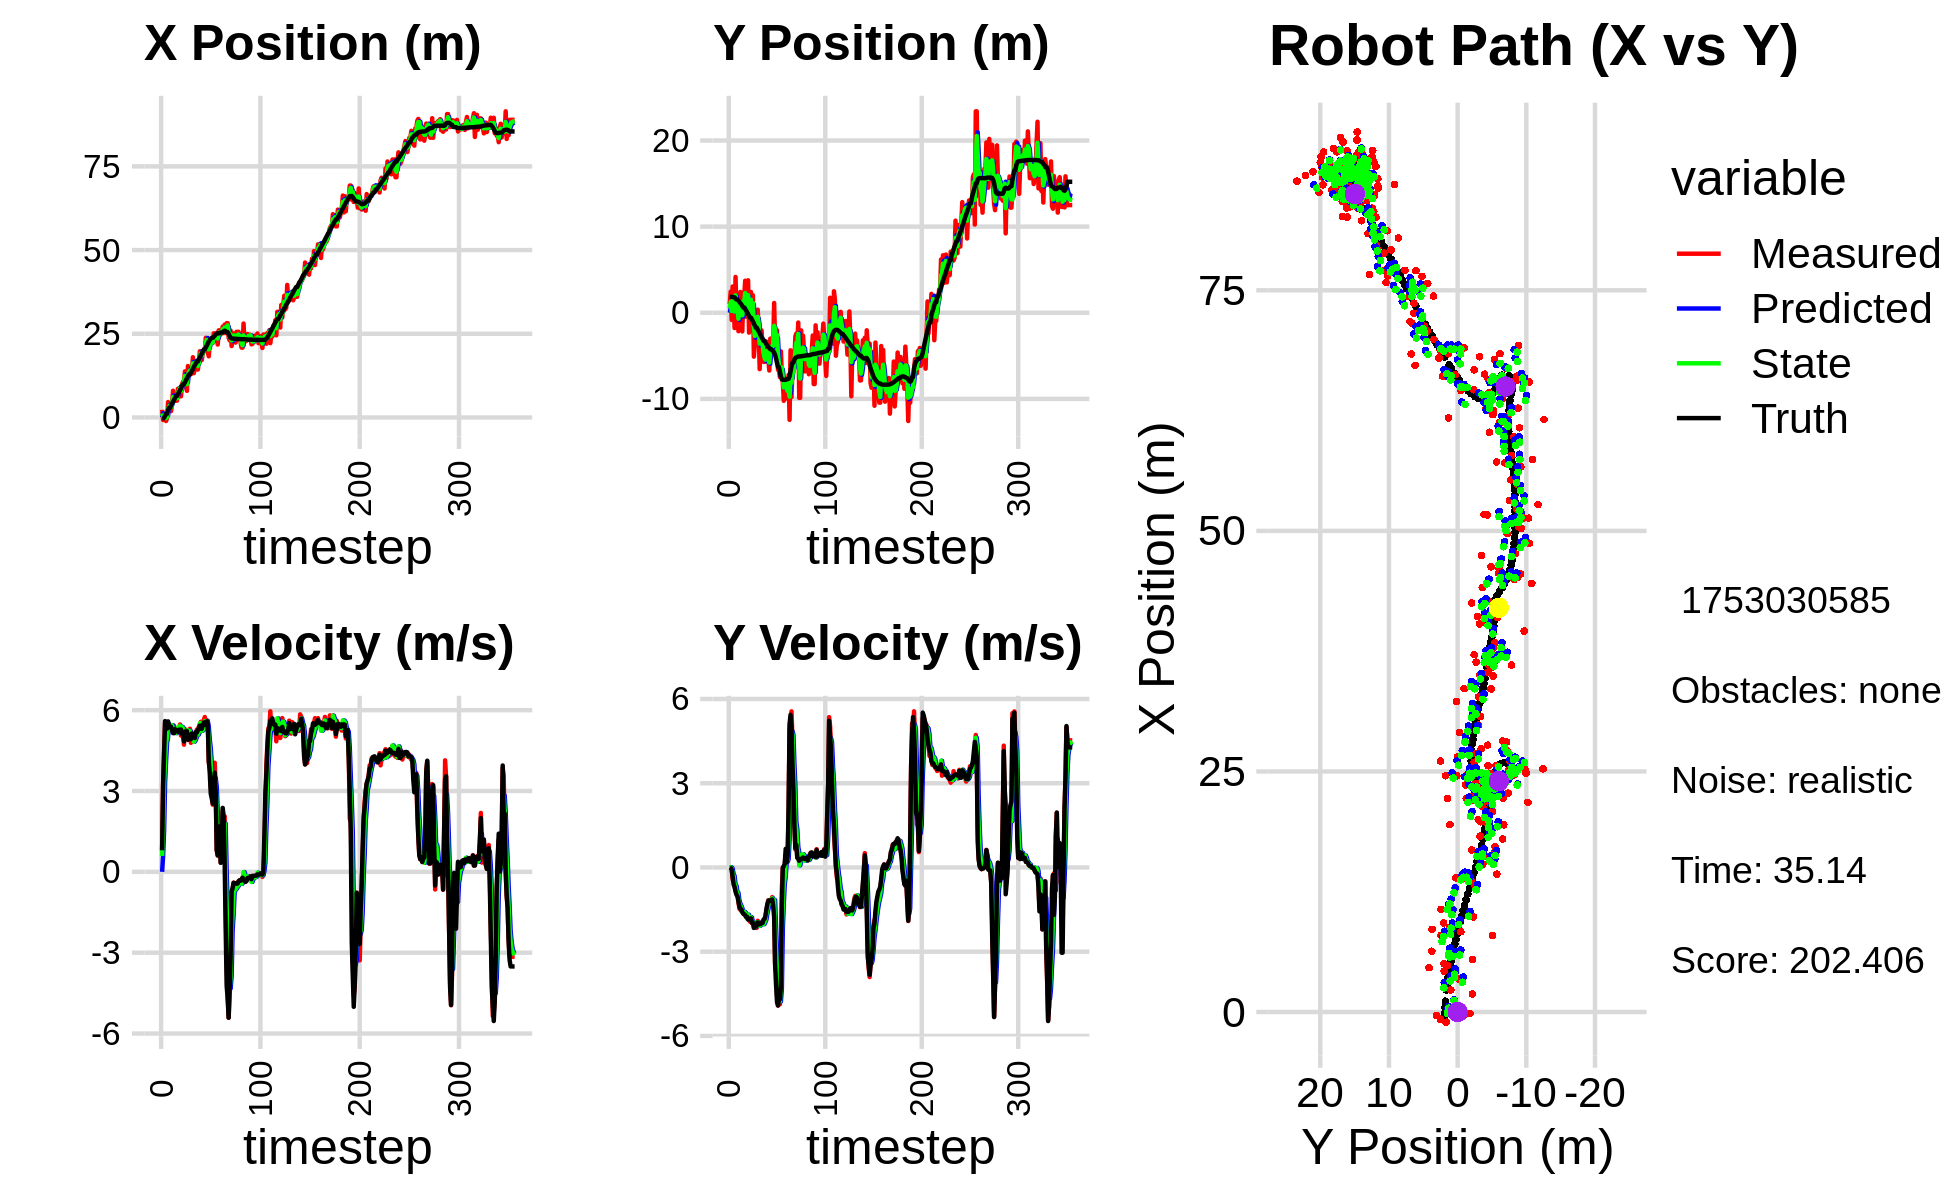 X Position (m)
75
50
25
0
0
100
200
300
timestep
Y Position (m)
20
10
0
-10
0
100
200
300
timestep
X Velocity (m/s)
6
3
0
-3
-6
0
100
200
300
timestep
Y Velocity (m/s)
6
3
0
-3
-6
0
100
200
300
timestep
Robot Path (X vs Y)
X Position (m)
75
50
25
0
20 10 0 -10 -20
Y Position (m)
variable
Measured
Predicted
State
Truth
1753030585
Obstacles: none
Noise: realistic
Time: 35.14
Score: 202.406